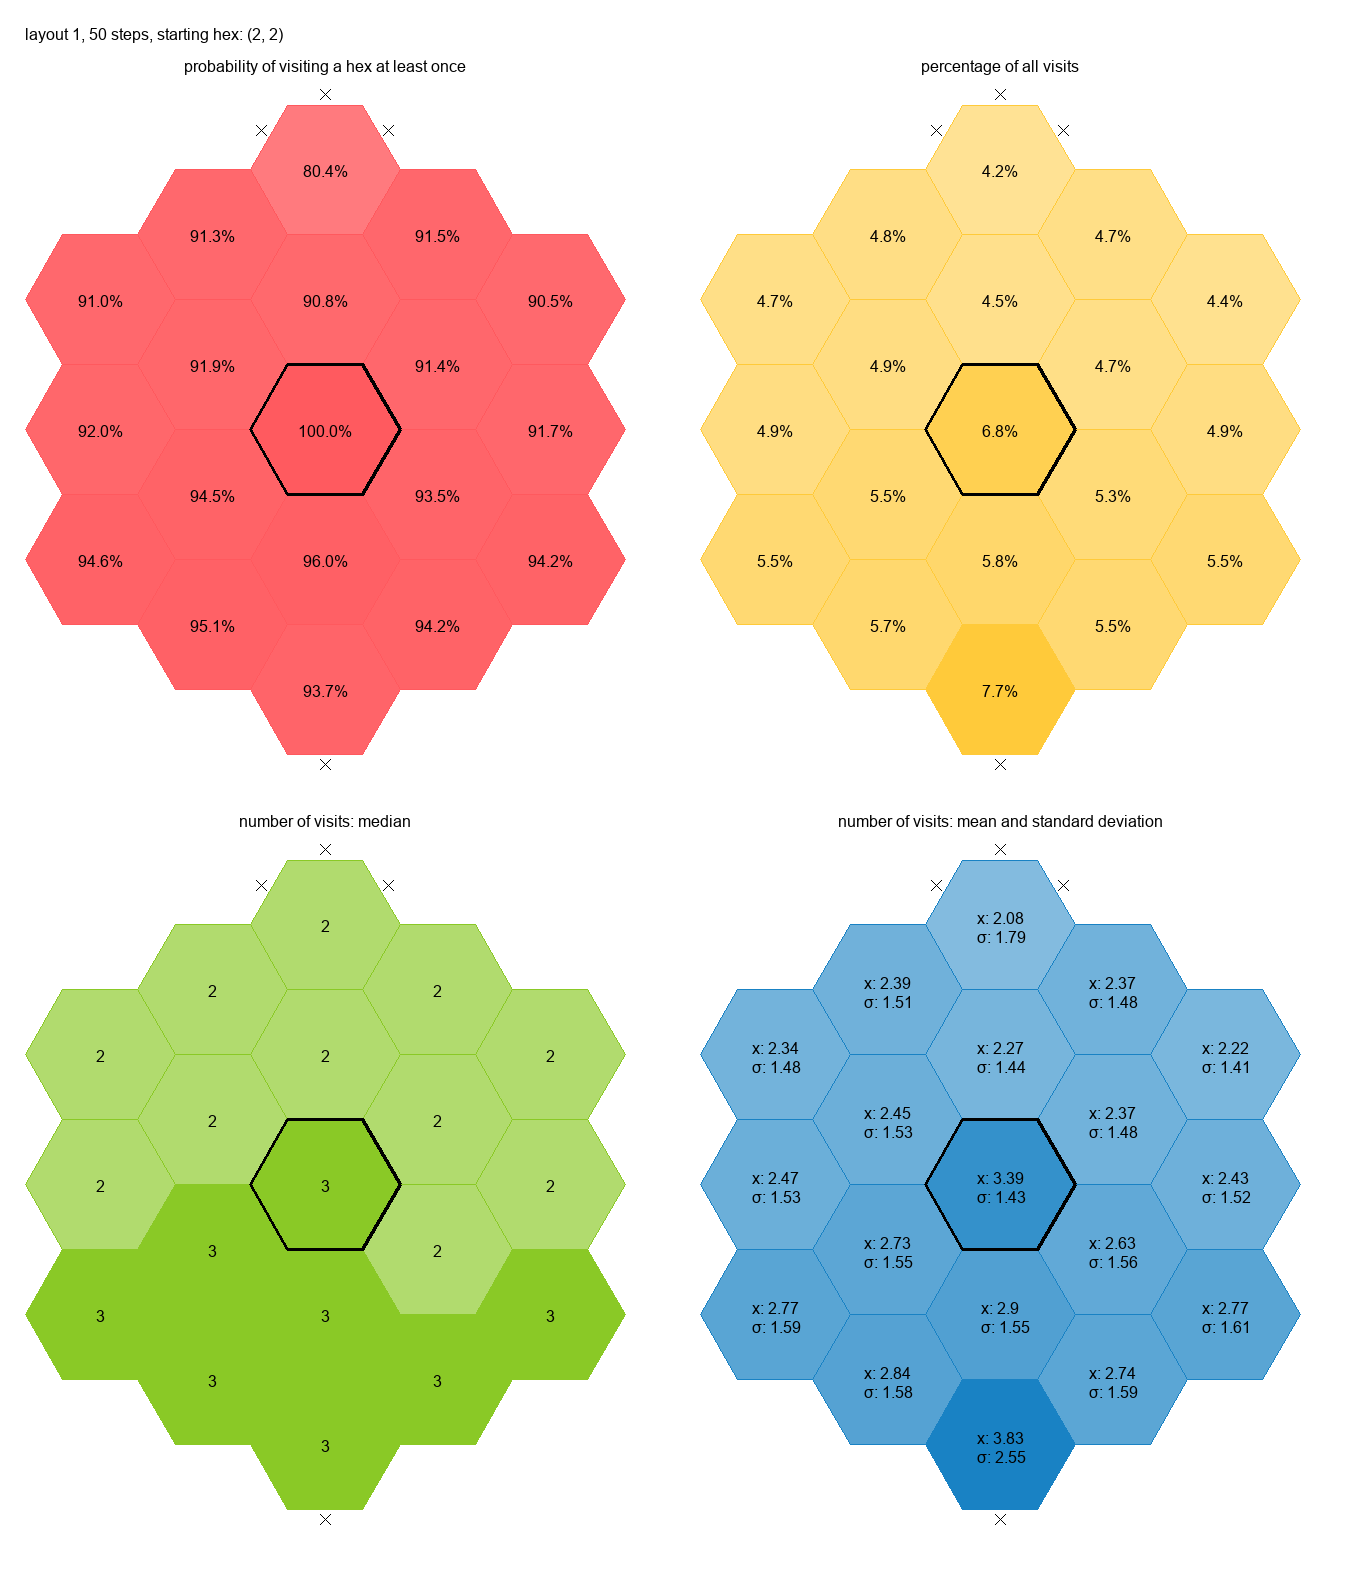 layout 1, 50 steps, starting hex: (2, 2)
probability of visiting a hex at least once
80.4%
91.3%
91.5%
91.0%
90.8%
90.5%
91.9%
91.4%
92.0%
100.0%
91.7%
94.5%
93.5%
94.6%
96.0%
94.2%
95.1%
94.2%
93.7%
percentage of all visits
4.2%
4.8%
4.7%
4.7%
4.5%
4.4%
4.9%
4.7%
4.9%
6.8%
4.9%
5.5%
5.3%
5.5%
5.8%
5.5%
5.7%
5.5%
7.7%
number of visits: median
2
2
2
2
2
2
2
2
2
3
2
3
2
3
3
3
3
3
3
number of visits: mean and standard deviation
x: 2.08
σ: 1.79
x: 2.39
σ: 1.51
x: 2.37
σ: 1.48
x: 2.34
σ: 1.48
x: 2.27
σ: 1.44
x: 2.22
σ: 1.41
x: 2.45
σ: 1.53
x: 2.37
σ: 1.48
x: 2.47
σ: 1.53
x: 3.39
σ: 1.43
x: 2.43
σ: 1.52
x: 2.73
σ: 1.55
x: 2.63
σ: 1.56
x: 2.77
σ: 1.59
x: 2.9
σ: 1.55
x: 2.77
σ: 1.61
x: 2.84
σ: 1.58
x: 2.74
σ: 1.59
x: 3.83
σ: 2.55